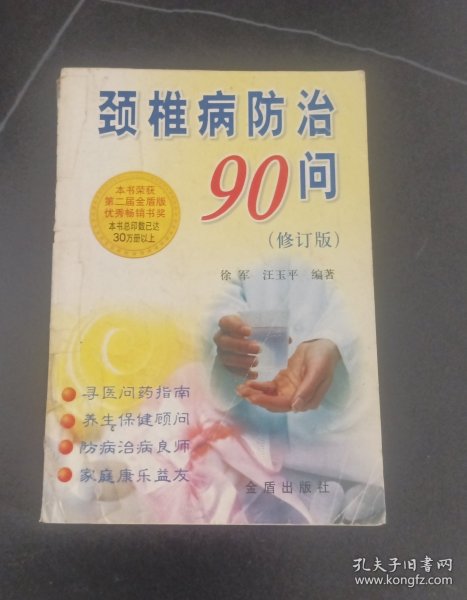 颈椎病防治
90问
(修订版)
本书荣获
第二届金盾版
优秀畅销书奖
本书总印数已达
30万册以上
徐军 汪玉平 编著
寻医问药指南
养生保健顾问
防病治病良师
家庭康乐益友
金盾出版社
孔夫子旧书网
www.kongfz.com